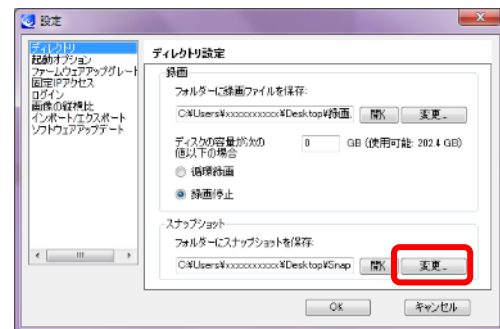 設定
ディレクトリ
起動オプション
ファームウェアアップグレート
固定IPアクセス
ログイン
画像の縦横比
インポート/エクスポート
ソフトウェアアップデート
ディレクトリ設定
録画
フォルダーに録画ファイルを保存:
C:¥Users¥xxxxxxxxxx¥Desktop¥録画
開く
変更...
ディスクの容量が次の値以下の場合
0
GB (使用可能: 202.4 GB)
循環録画
録画停止
スナップショット
フォルダーにスナップショットを保存:
C:¥Users¥xxxxxxxxxx¥Desktop¥Snap
開く
変更...
OK
キャンセル